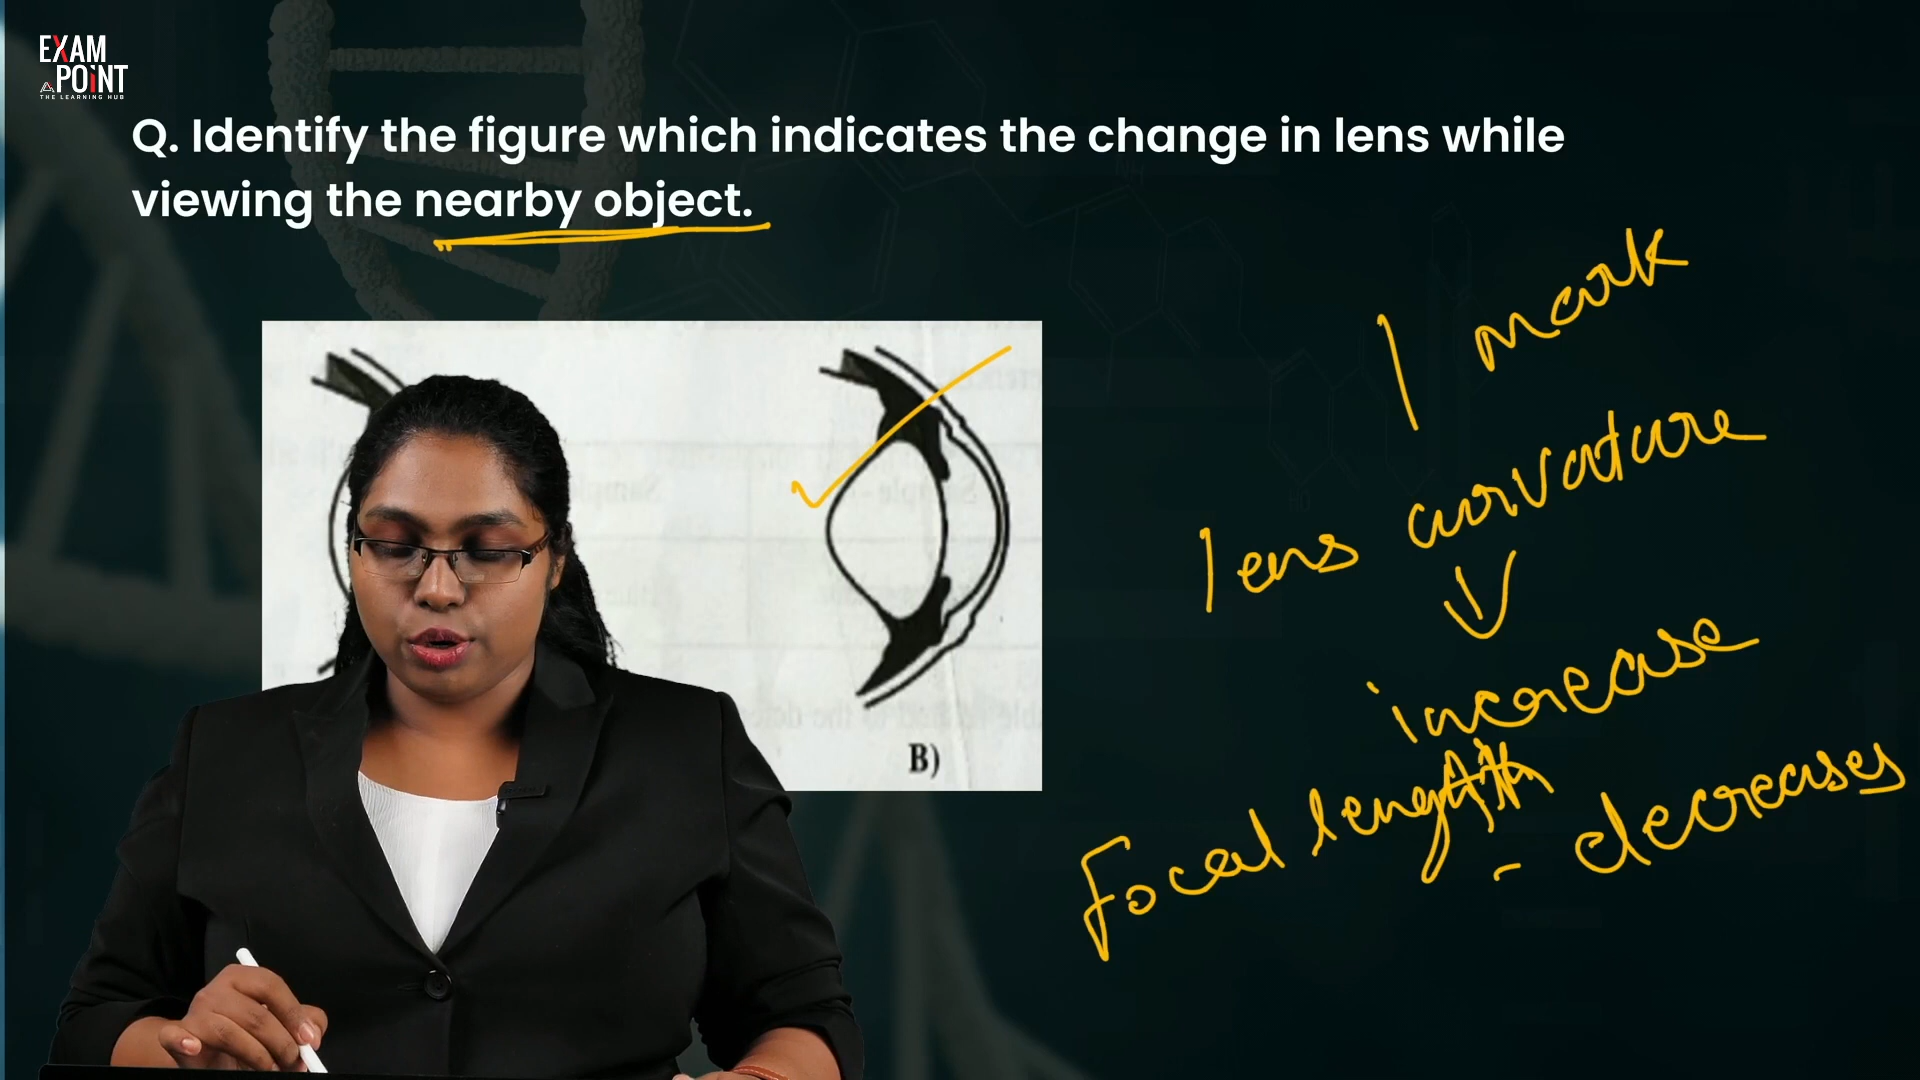 EXAM
POINT
THE LEARNING HUB
Q. Identify the figure which indicates the change in lens while
viewing the nearby object.
1 mark
lens curvature
increase
Focal length
- decreases
B)